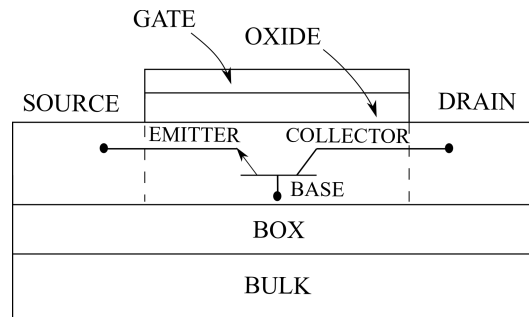 GATE
OXIDE
SOURCE
DRAIN
EMITTER
COLLECTOR
BASE
BOX
BULK